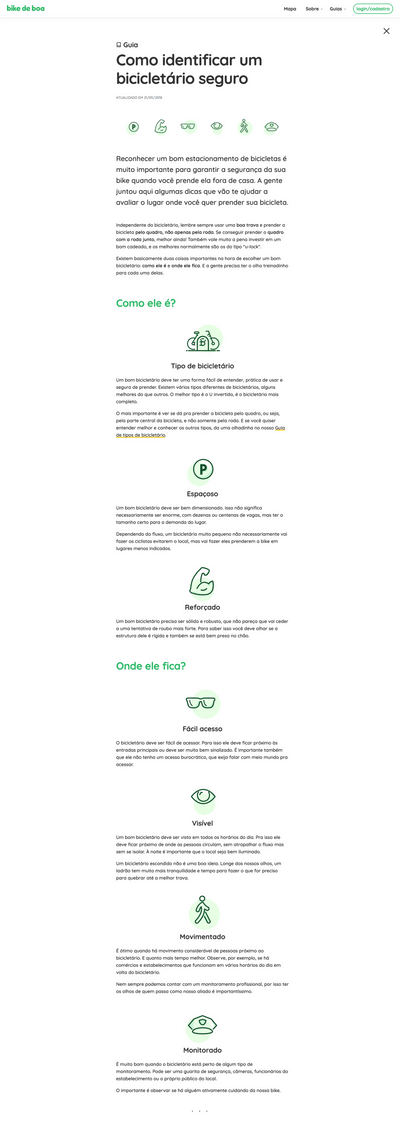 bike de boa
Mapa
Sobre
Guias
login/cadastro
Guia
Como identificar um
bicicletário seguro
ATUALIZADO EM 01/05/2018
Reconhecer um bom estacionamento de bicicletas é
muito importante para garantir a segurança da sua
bike quando você prende ela fora de casa. A gente
juntou aqui algumas dicas que vão te ajudar a
avaliar o lugar onde você quer prender sua bicicleta.
Independente do bicicletário, lembre sempre usar uma boa trava e prender a
bicicleta pelo quadro, não apenas pela roda. Se conseguir prender o quadro
com a roda junto, melhor ainda! Também vale muito a pena investir em um
bom cadeado, e os melhores normalmente são os do tipo "u-lock".
Existem basicamente duas coisas importantes na hora de escolher um bom
bicicletário: como ele é e onde ele fica. E a gente precisa ter o olho treinadinho
para cada uma delas.
Como ele é?
Tipo de bicicletário
Um bom bicicletário deve ter uma forma fácil de entender, prática de usar e
segura de prender. Existem vários tipos diferentes de bicicletários, alguns
melhores do que outros. O melhor tipo é o U Invertido, é o bicicletário mais
completo.
O mais importante é ver se dá pra prender a bicicleta pelo quadro, ou seja,
pela parte central da bicicleta, e não somente pela roda. E se você quiser
entender melhor e conhecer os outros tipos, da uma olhadinha no nosso Guia
de tipos de bicicletário.
P
Espaçoso
Um bom bicicletário deve ser bem dimensionado. Isso não significa
necessariamente ser enorme, com dezenas ou centenas de vagas, mas ter o
tamanho certo para a demanda do lugar.
Dependendo do fluxo, um bicicletário muito pequeno não necessariamente vai
fazer os ciclistas evitarem o local, mas vai fazer eles prenderem a bike em
lugares menos indicados.
Reforçado
Um bom bicicletário precisa ser sólido e robusto, que não pareça que vai ceder
a uma tentativa de roubo mais forte. Para saber isso você deve olhar se a
estrutura dele é rígida e também se está bem preso no chão.
Onde ele fica?
Fácil acesso
O bicicletário deve ser fácil de acessar. Para isso ele deve ficar próximo às
entradas principais ou deve ser muito bem sinalizado. É importante também
que ele não tenha um acesso burocrático, que exija falar com meio mundo pra
acessar.
Visível
Um bom bicicletário deve ser visto em todos os horários do dia. Pra isso ele
deve ficar próximo de onde as pessoas circulam, sem atrapalhar o fluxo mas
sem se isolar. À noite é importante que o local seja bem iluminado.
Um bicicletário escondido não é uma boa ideia. Longe dos nossos olhos, um
ladrão tem muito mais tranquilidade e tempo para fazer o que for preciso
para quebrar até a melhor trava.
Movimentado
É ótimo quando há movimento considerável de pessoas próximo ao
bicicletário. E quanto mais tempo melhor. Observe, por exemplo, se há
comércios e estabelecimentos que funcionam em vários horários do dia em
volta do bicicletário.
Nem sempre podemos contar com um monitoramento profissional, por isso ter
os olhos de quem passa como nosso aliado é importantíssimo.
Monitorado
É muito bom quando o bicicletário está perto de algum tipo de
monitoramento. Pode ser uma guarita de segurança, câmeras, funcionários do
estabelecimento ou o próprio público do local.
O importante é observar se há alguém ativamente cuidando da nossa bike.